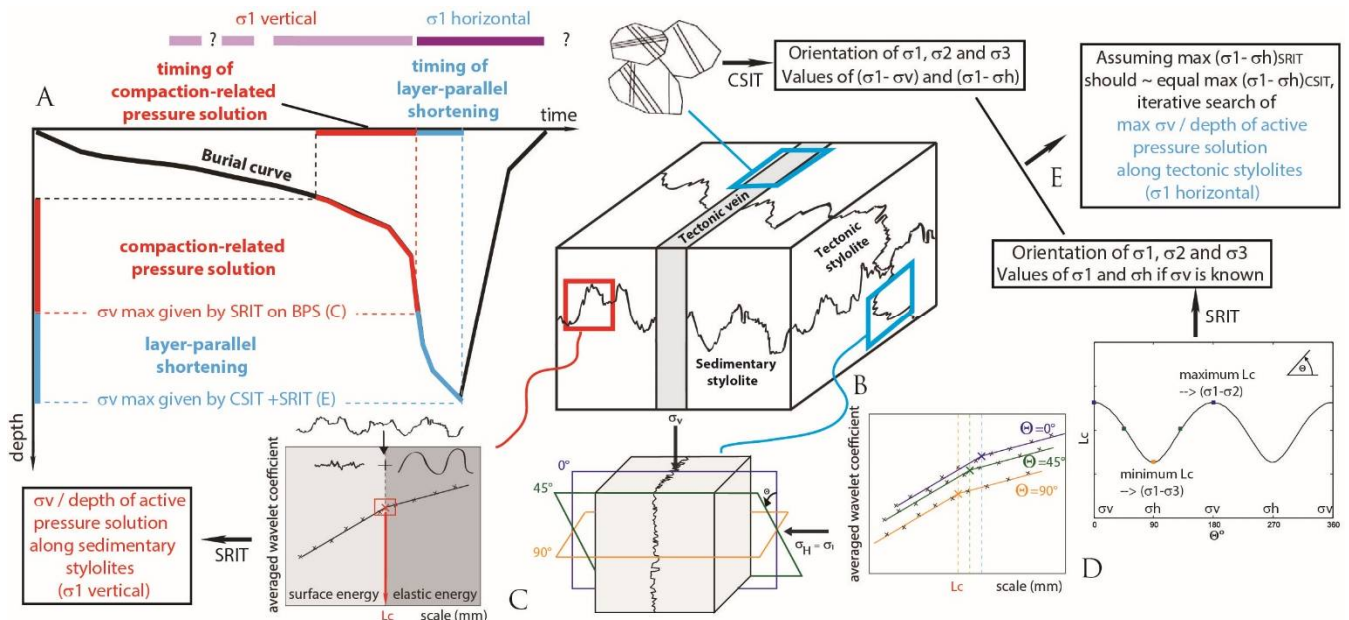 σ1 vertical
σ1 horizontal
?
?
timing of
compaction-related
pressure solution
timing of
layer-parallel
shortening
A
time
Burial curve
compaction-related
pressure solution
σv max given by SRIT on BPS (C)
layer-parallel
shortening
σv max given by CSIT +SRIT (E)
depth
CSIT
Orientation of σ1, σ2 and σ3
Values of (σ1- σv) and (σ1- σh)
Assuming max (σ1- σh)SRIT
should ~ equal max (σ1- σh)CSIT,
iterative search of
max σv / depth of active
pressure solution
along tectonic stylolites
(σ1 horizontal)
E
Orientation of σ1, σ2 and σ3
Values of σ1 and σh if σv is known
SRIT
Tectonic vein
Tectonic
stylolite
Sedimentary
stylolite
B
σv / depth of active
pressure solution
along sedimentary
stylolites
(σ1 vertical)
SRIT
averaged wavelet coefficient
surface energy
elastic energy
Lc
scale (mm)
C
σv
0°
45°
90°
Θ
σH = σ1
averaged wavelet coefficient
Θ=0°
Θ=45°
Θ=90°
Lc
scale (mm)
D
Lc
maximum Lc
--> (σ1-σ2)
Θ
minimum Lc
--> (σ1-σ3)
σv σh σv σh σv
0 90 180 270 360
Θ°